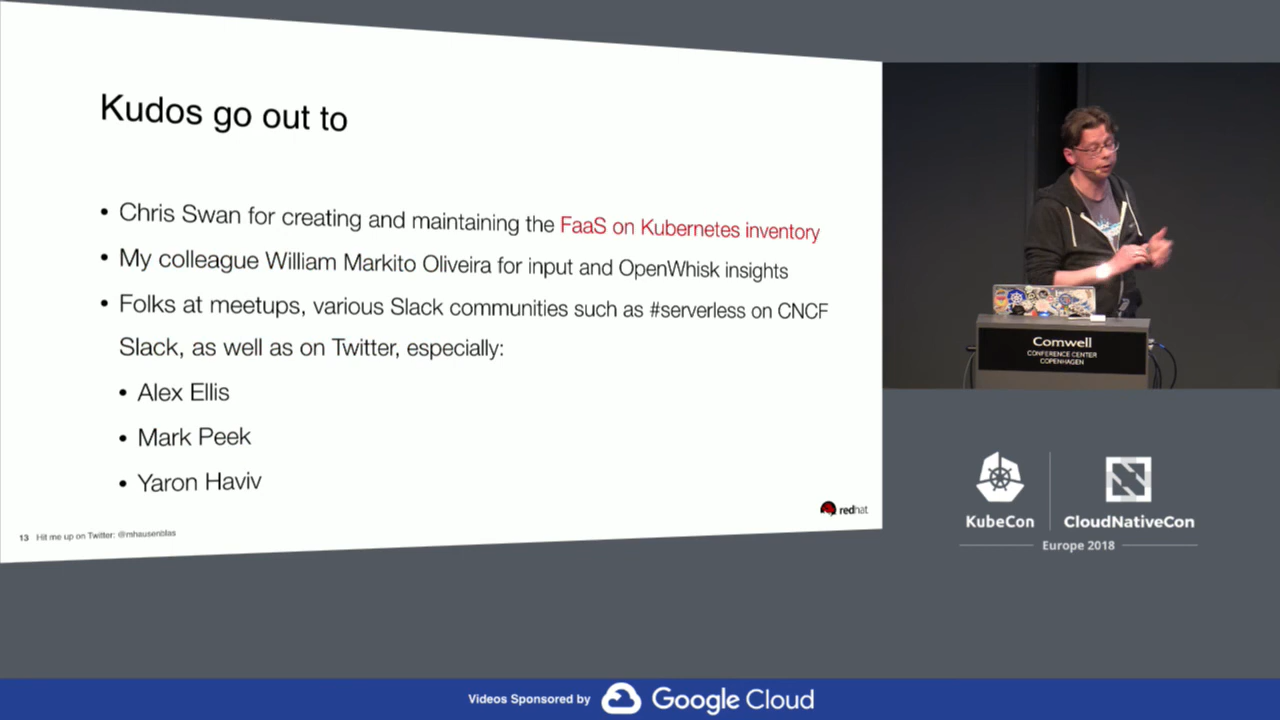 Kudos go out to
• Chris Swan for creating and maintaining the FaaS on Kubernetes inventory
• My colleague William Markito Oliveira for input and OpenWhisk insights
• Folks at meetups, various Slack communities such as #serverless on CNCF
Slack, as well as on Twitter, especially:
• Alex Ellis
• Mark Peek
• Yaron Haviv
redhat
13 Hit me up on Twitter: @mhausenblas
Comwell
CONFERENCE CENTER
COPENHAGEN
KubeCon
CloudNativeCon
Europe 2018
Videos Sponsored by Google Cloud